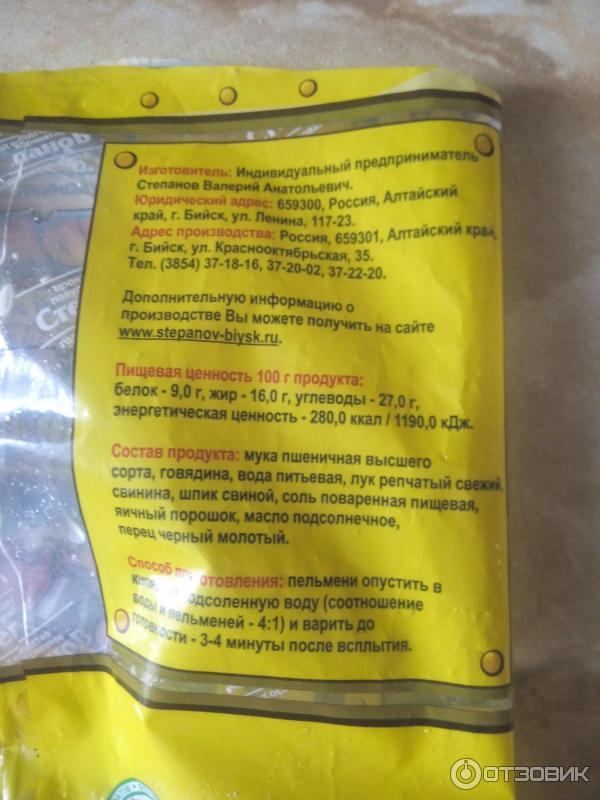 Изготовитель: Индивидуальный предприниматель
Степанов Валерий Анатольевич.
Юридический адрес: 659300, Россия, Алтайский
край, г. Бийск, ул. Ленина, 117-23.
Адрес производства: Россия, 659301, Алтайский край,
г. Бийск, ул. Краснооктябрьская, 35.
Тел. (3854) 37-18-16, 37-20-02, 37-22-20.
Дополнительную информацию о
производстве Вы можете получить на сайте
www.stepanov-biysk.ru.
Пищевая ценность 100 г продукта:
белок - 9,0 г, жир - 16,0 г, углеводы - 27,0 г,
энергетическая ценность - 280,0 ккал / 1190,0 кДж.
Состав продукта: мука пшеничная высшего
сорта, говядина, вода питьевая, лук репчатый свежий,
свинина, шпик свиной, соль поваренная пищевая,
яичный порошок, масло подсолнечное,
перец черный молотый.
Способ приготовления: пельмени опустить в
подсоленную воду (соотношение
воды и пельменей - 4:1) и варить до
готовности - 3-4 минуты после всплытия.
ОТЗОВИК